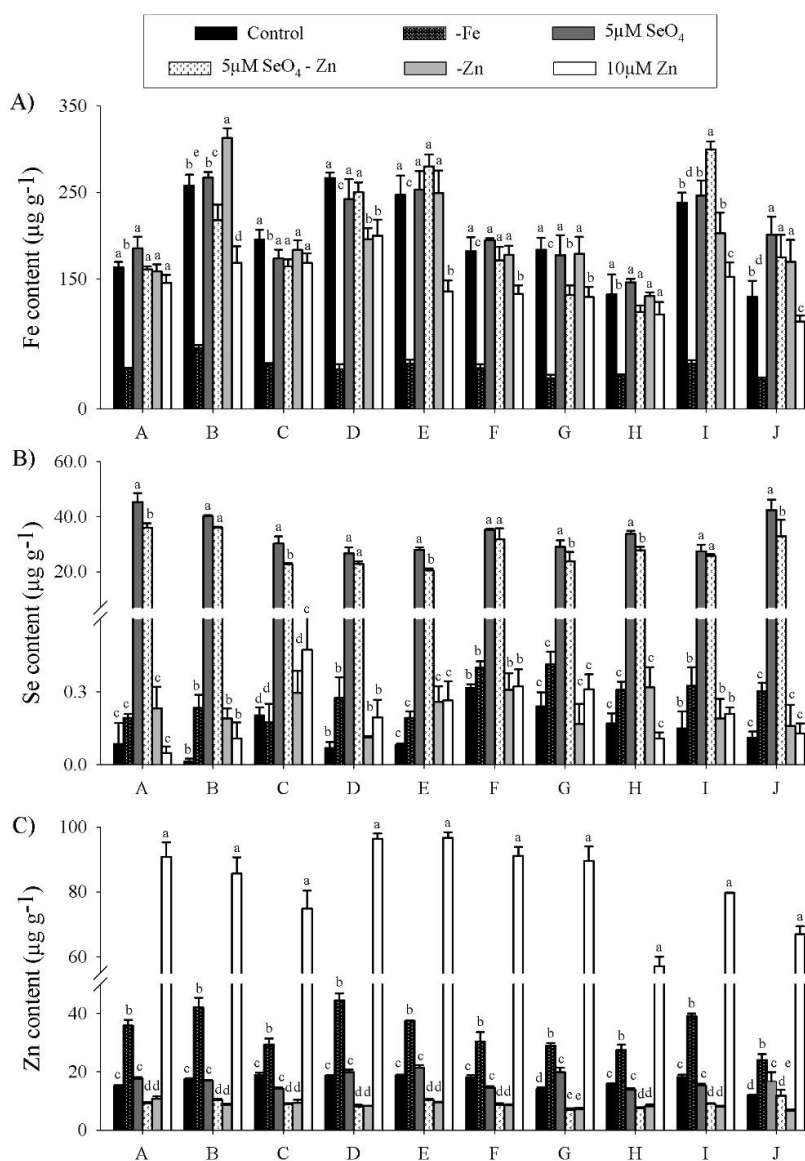 Control
-Fe
5µM SeO4
5µM SeO4 - Zn
-Zn
10µM Zn
A)
Fe content (µg g-1)
350
250
150
0
a b a a a a
b e b c a d
a b a a a a
a c a a b b
a c a a a b
a c a a a b
a c a b a b
a b a a a a
b d b a b c
b d a a a c
A B C D E F G H I J
B)
Se content (µg g-1)
60.0
40.0
20.0
0.3
0.0
c c a b c c
b b a a b b
d d a b d c
b b a a b b
c c a b c c
b b a a b b
c b a b c c
c b a b b c
b b a a b b
c b a b c c
A B C D E F G H I J
C)
Zn content (µg g-1)
100
80
60
40
20
0
c b c d d a
c b c d d a
c b c d d a
c b c d d a
c b c d d a
c b c d d a
d b c e e a
c b c d d a
c b c d d a
d b c d e a
A B C D E F G H I J